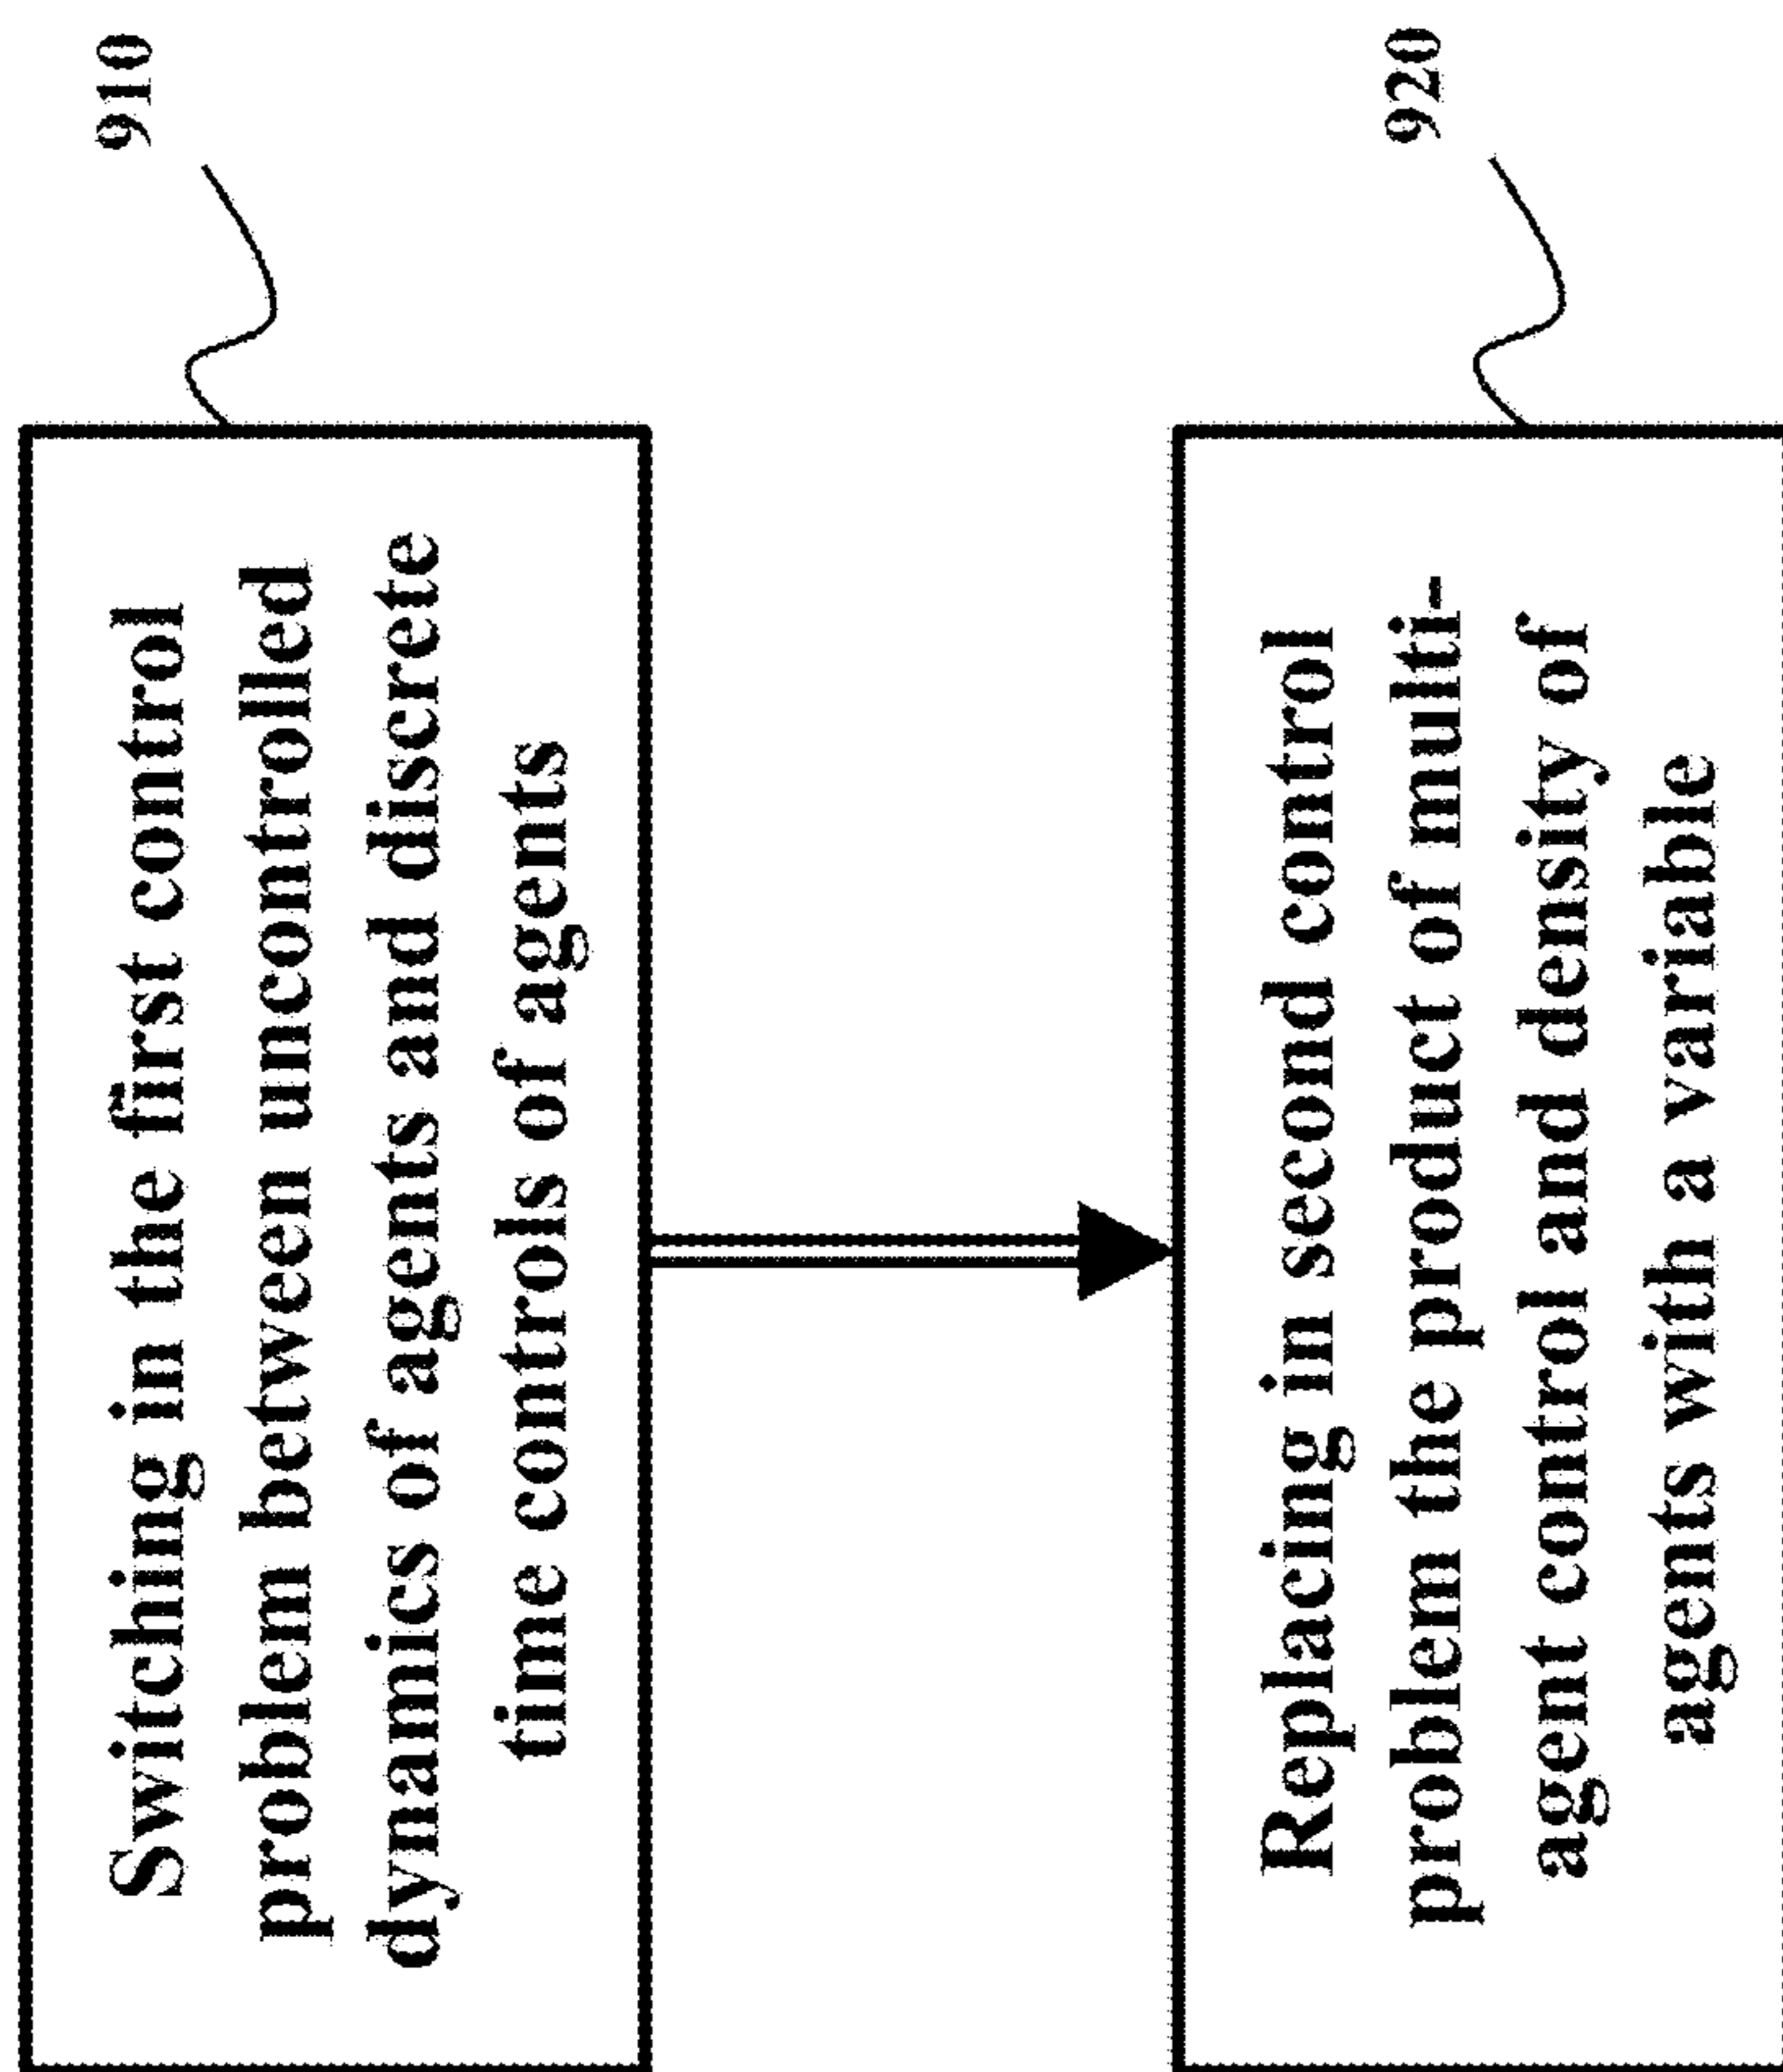 910
Switching in the first control
problem between uncontrolled
dynamics of agents and discrete
time controls of agents
920
Replacing in second control
problem the product of multi-
agent control and density of
agents with a variable